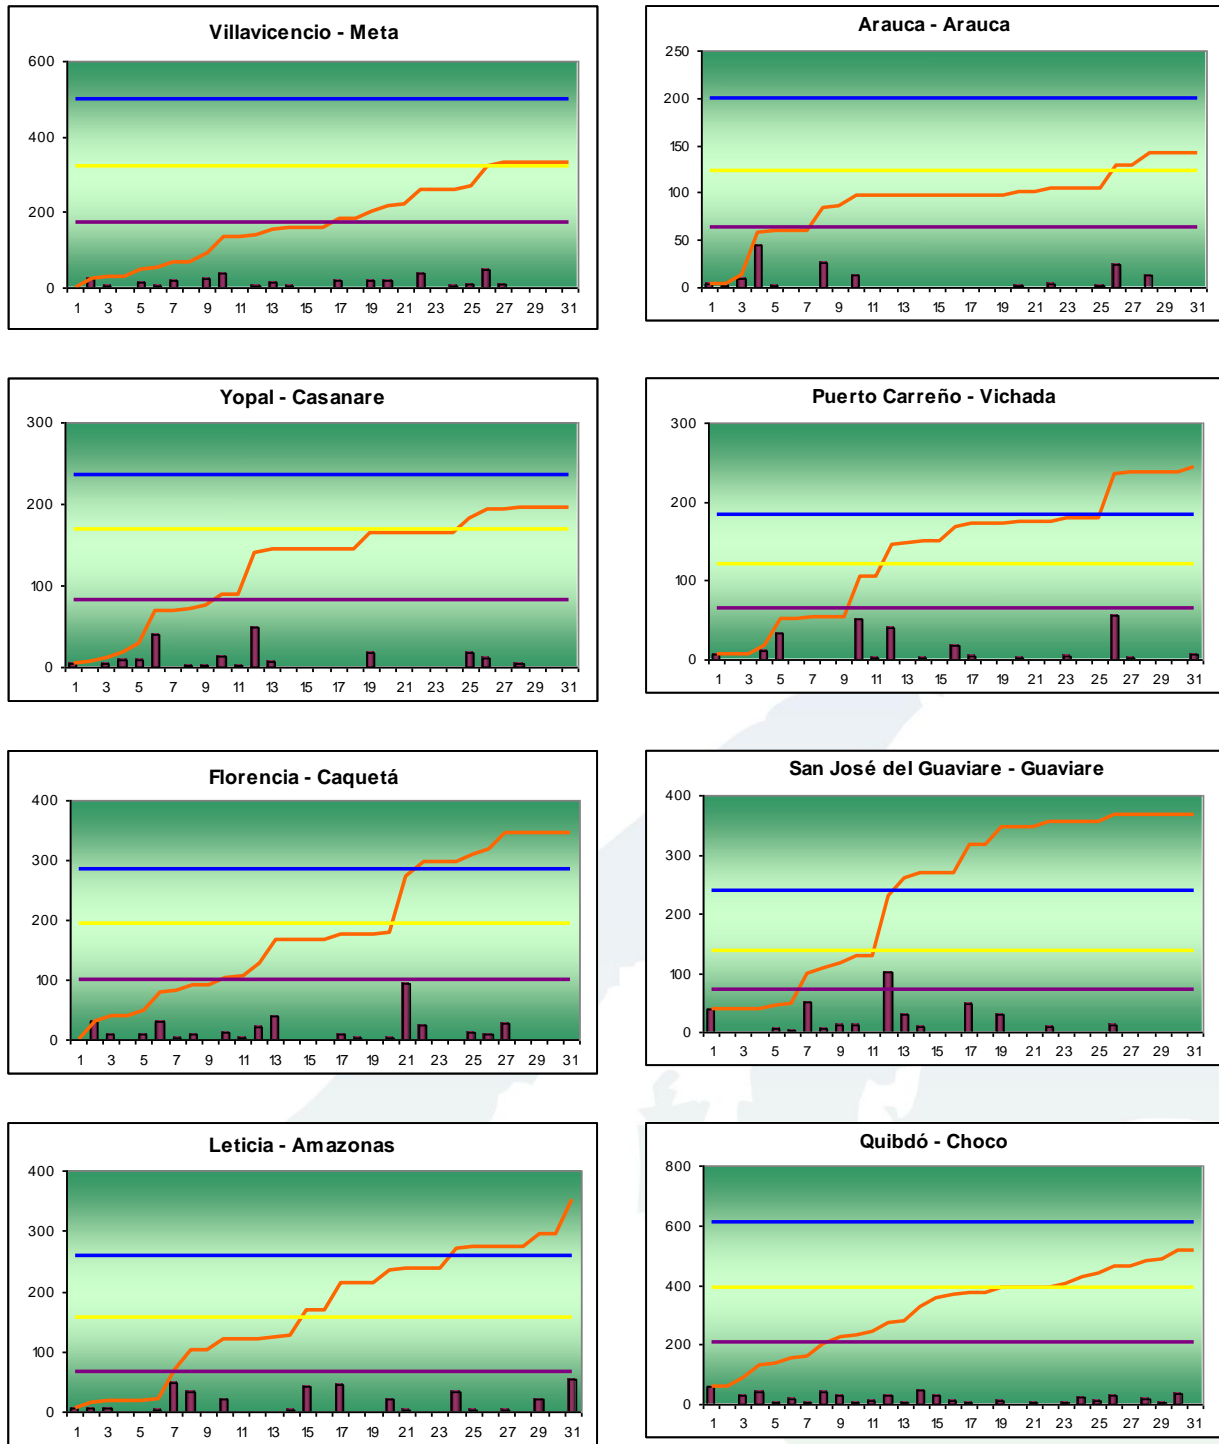 Villavicencio - Meta
600
400
200
0
1 3 5 7 9 11 13 15 17 19 21 23 25 27 29 31
Arauca - Arauca
250
200
150
100
50
0
1 3 5 7 9 11 13 15 17 19 21 23 25 27 29 31
Yopal - Casanare
300
200
100
0
1 3 5 7 9 11 13 15 17 19 21 23 25 27 29 31
Puerto Carreño - Vichada
300
200
100
0
1 3 5 7 9 11 13 15 17 19 21 23 25 27 29 31
Florencia - Caquetá
400
300
200
100
0
1 3 5 7 9 11 13 15 17 19 21 23 25 27 29 31
San José del Guaviare - Guaviare
400
300
200
100
0
1 3 5 7 9 11 13 15 17 19 21 23 25 27 29 31
Leticia - Amazonas
400
300
200
100
0
1 3 5 7 9 11 13 15 17 19 21 23 25 27 29 31
Quibdó - Choco
800
600
400
200
0
1 3 5 7 9 11 13 15 17 19 21 23 25 27 29 31